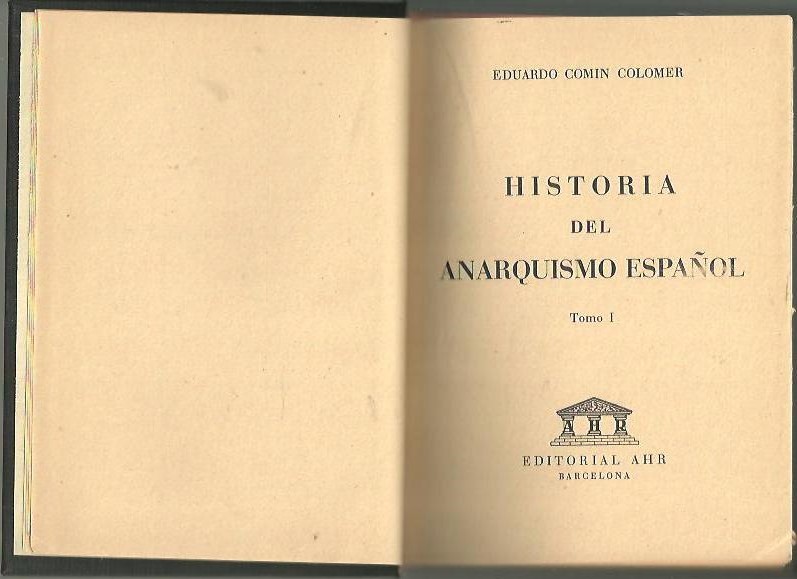 EDUARDO COMIN COLOMER
HISTORIA
DEL
ANARQUISMO ESPAÑOL
Tomo I
A H R
EDITORIAL AHR
BARCELONA